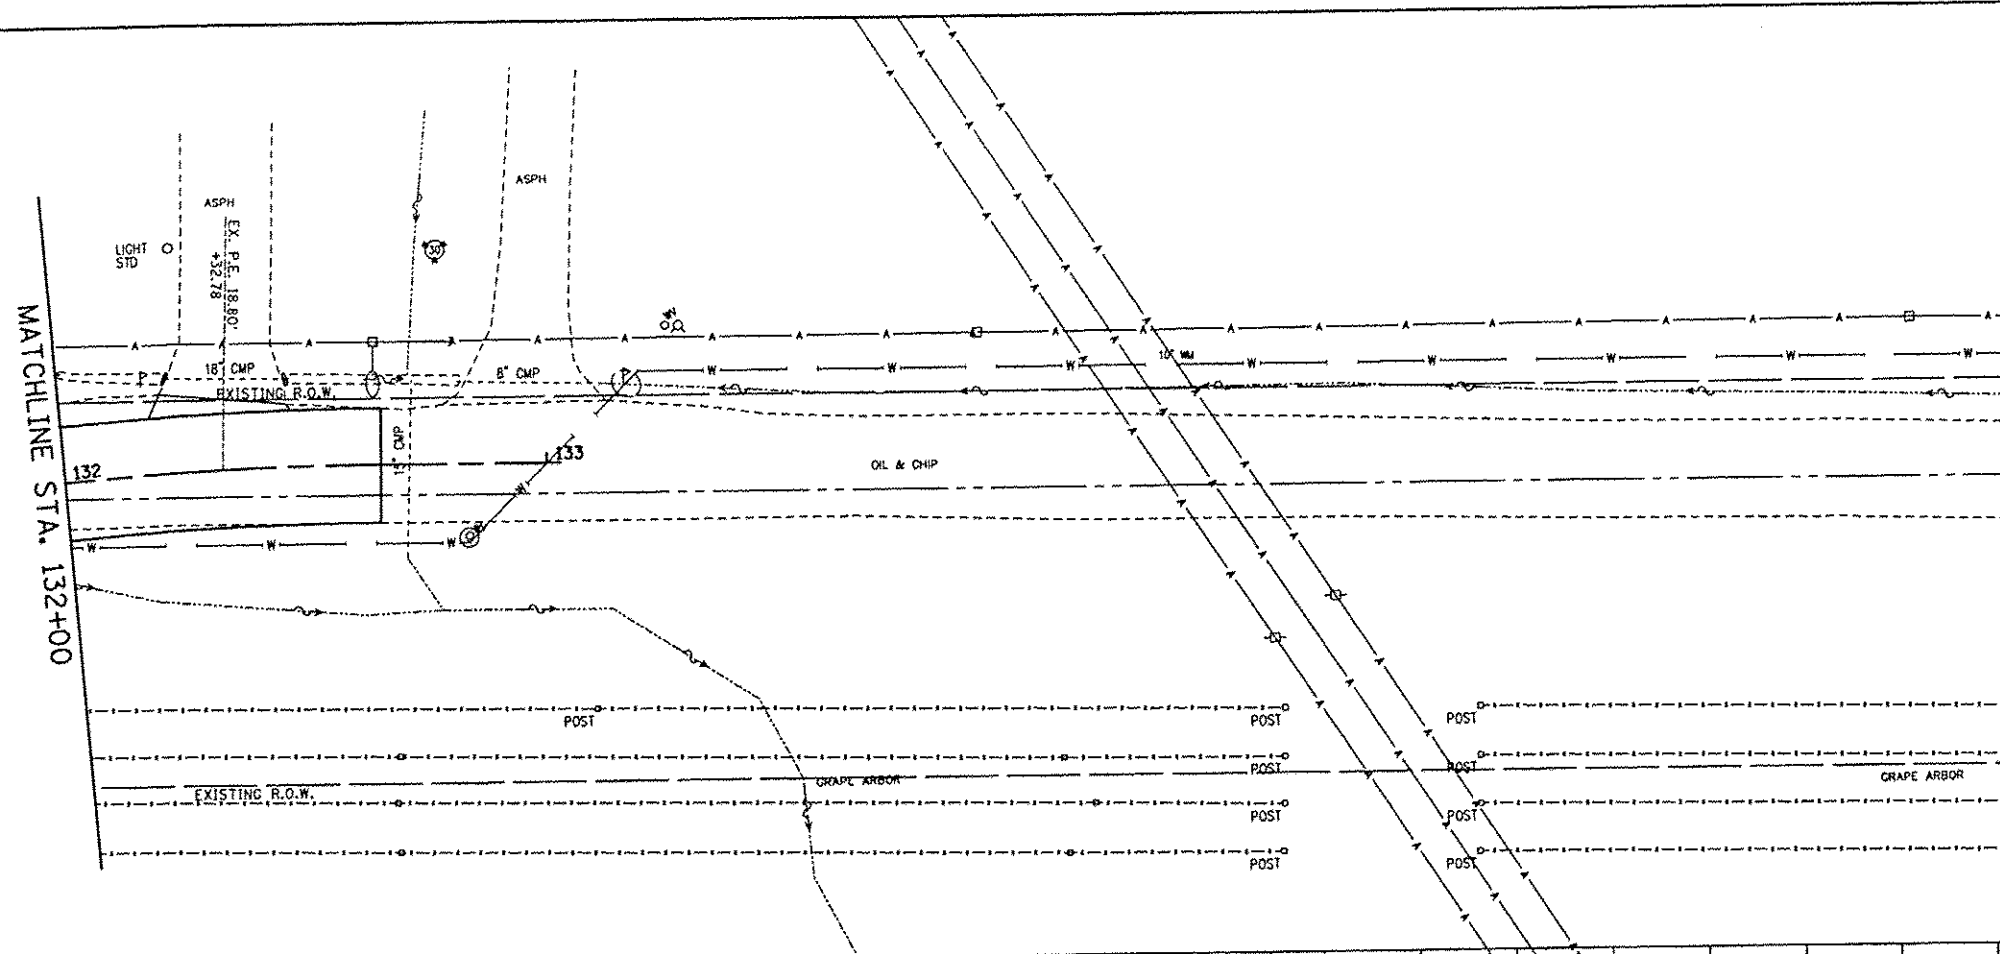 ASPH
ASPH
LIGHT
STD
EX. P.E. 18.80'
+32.78
30
MATCHLINE STA. 132+00
A A A A A A A A A A A A A A A A A A A A A
18" CMP
8" CMP
W W W W W W W W
10" WM
EXISTING R.O.W.
132
15" CMP
133
OIL & CHIP
W
W W W
POST
POST
POST
POST
POST
GRAPE ARBOR
GRAPE ARBOR
EXISTING R.O.W.
POST
POST
POST
POST